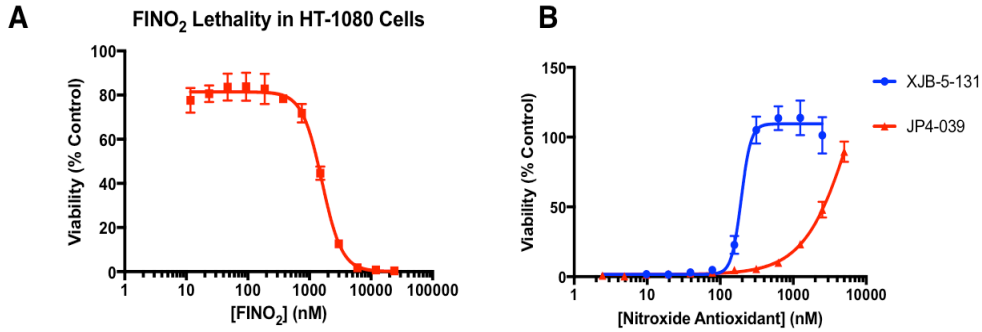 A
FINO₂ Lethality in HT-1080 Cells
Viability (% Control)
100
80
60
40
20
0
1 10 100 1000 10000 100000
[FINO₂] (nM)
B
Viability (% Control)
150
100
50
0
1 10 100 1000 10000
[Nitroxide Antioxidant] (nM)
XJB-5-131
JP4-039